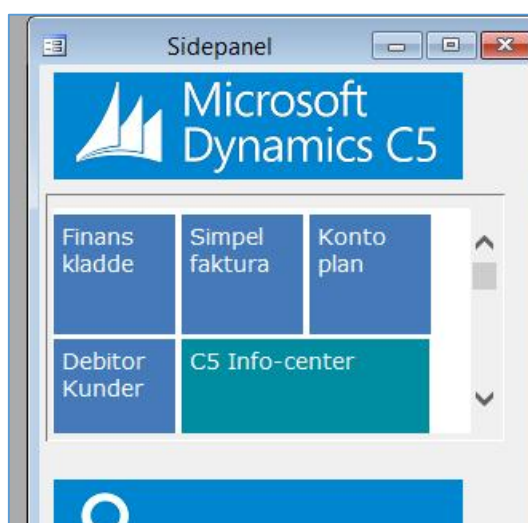 Sidepanel
Microsoft
Dynamics C5
Finans
kladde
Simpel
faktura
Konto
plan
Debitor
Kunder
C5 Info-center